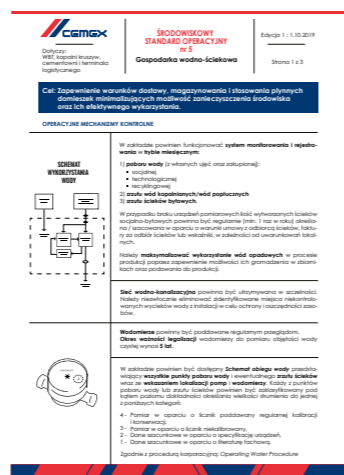 CEMEX
Dotyczy:
WBT, kopalni kruszyw,
cementowni i terminala
logistycznego
ŚRODOWISKOWY
STANDARD OPERACYJNY
nr 5
Gospodarka wodno-ściekowa
Edycja 1 : 1.10.2019
Strona 1 z 3
Cel: Zapewnienie warunków dostawy, magazynowania i stosowania płynnych
domieszek minimalizujących możliwość zanieczyszczenia środowiska
oraz ich efektywnego wykorzystania.
OPERACYJNE MECHANIZMY KONTROLNE
SCHEMAT
WYKORZYSTANIA
WODY
W zakładzie powinien funkcjonować system monitorowania i rejestro-
wania w trybie miesięcznym:
1) poboru wody (z własnych ujęć oraz zakupionej):
• socjalnej
• technologicznej
• recyklingowej
2) zrzutu wód kopalnianych/wód popłucznych
3) zrzutu ścieków bytowych.
W przypadku braku urządzeń pomiarowych ilość wytwarzanych ścieków
socjalno-bytowych powinna być regularnie (min. 1 raz w roku) określa-
na / szacowana w oparciu o warunki umowy z odbiorcą ścieków, faktu-
ry za odbiór ścieków lub wskaźniki, w zależności od uwarunkowań lokal-
nych.
Należy maksymalizować wykorzystanie wód opadowych w procesie
produkcji poprzez zapewnienie możliwości ich gromadzenia w zbiorni-
kach oraz podawania do produkcji.
Sieć wodno-kanalizacyjna powinna być utrzymywana w szczelności.
Należy niezwłocznie eliminować zidentyfikowane miejsca niekontrolo-
wanych wycieków wody z instalacji w celu ochrony i oszczędności zaso-
bów.
Wodomierze powinny być poddawane regularnym przeglądom.
Okres ważności legalizacji wodomierzy do pomiaru objętości wody
czystej wynosi 5 lat.
W zakładzie powinien być dostępny Schemat obiegu wody przedsta-
wiający wszystkie punkty poboru wody i ewentualnego zrzutu ścieków
wraz ze wskazaniem lokalizacji pomp i wodomierzy. Każdy z punktów
poboru wody lub zrzutu ścieków powinien być zaklasyfikowany pod
kątem poziomu dokładności określania wielkości strumienia do jednej
z poniższych kategorii:
4 - Pomiar w oparciu o licznik poddawany regularnej kalibracji
i konserwacji,
3 - Pomiar w oparciu o licznik niekalibrowany,
2 - Dane szacunkowe w oparciu o specyfikację urządzeń,
1 - Dane szacunkowe w oparciu o literaturę fachową.
Zgodnie z procedurą korporacyjną: Operating Water Procedure